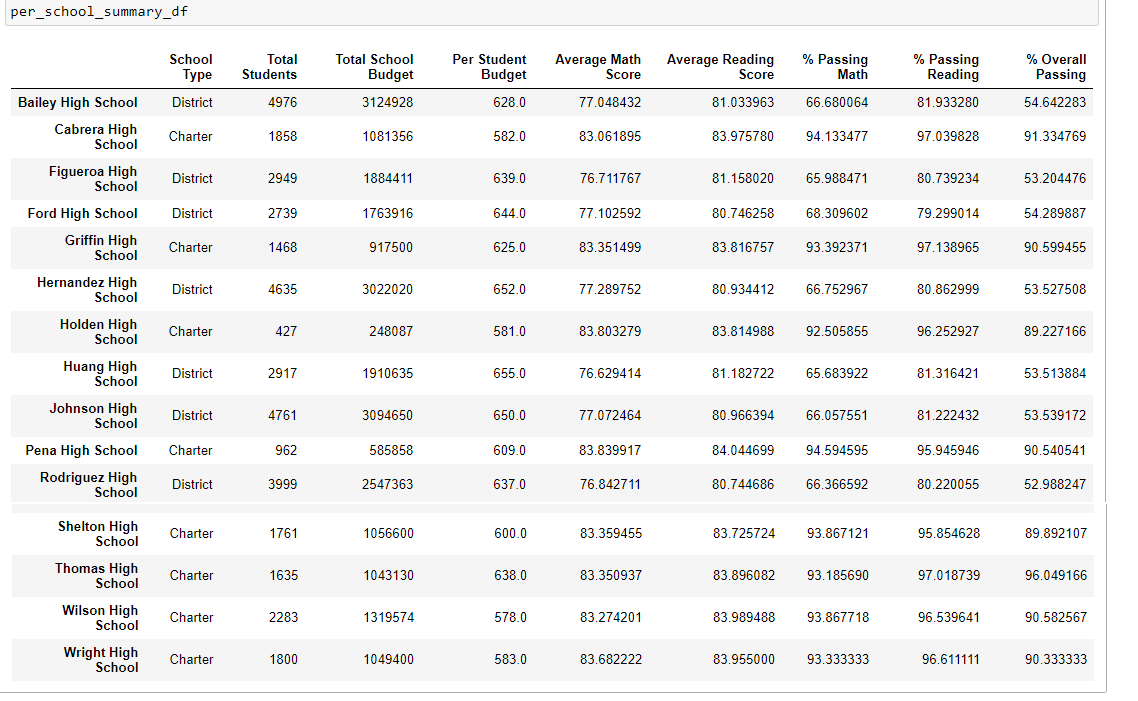 per_school_summary_df
School Type Total Students Total School Budget Per Student Budget Average Math Score Average Reading Score % Passing Math % Passing Reading % Overall Passing
Bailey High School District 4976 3124928 628.0 77.048432 81.033963 66.680064 81.933280 54.642283
Cabrera High School Charter 1858 1081356 582.0 83.061895 83.975780 94.133477 97.039828 91.334769
Figueroa High School District 2949 1884411 639.0 76.711767 81.158020 65.988471 80.739234 53.204476
Ford High School District 2739 1763916 644.0 77.102592 80.746258 68.309602 79.299014 54.289887
Griffin High School Charter 1468 917500 625.0 83.351499 83.816757 93.392371 97.138965 90.599455
Hernandez High School District 4635 3022020 652.0 77.289752 80.934412 66.752967 80.862999 53.527508
Holden High School Charter 427 248087 581.0 83.803279 83.814988 92.505855 96.252927 89.227166
Huang High School District 2917 1910635 655.0 76.629414 81.182722 65.683922 81.316421 53.513884
Johnson High School District 4761 3094650 650.0 77.072464 80.966394 66.057551 81.222432 53.539172
Pena High School Charter 962 585858 609.0 83.839917 84.044699 94.594595 95.945946 90.540541
Rodriguez High School District 3999 2547363 637.0 76.842711 80.744686 66.366592 80.220055 52.988247
Shelton High School Charter 1761 1056600 600.0 83.359455 83.725724 93.867121 95.854628 89.892107
Thomas High School Charter 1635 1043130 638.0 83.350937 83.896082 93.185690 97.018739 96.049166
Wilson High School Charter 2283 1319574 578.0 83.274201 83.989488 93.867718 96.539641 90.582567
Wright High School Charter 1800 1049400 583.0 83.682222 83.955000 93.333333 96.611111 90.333333